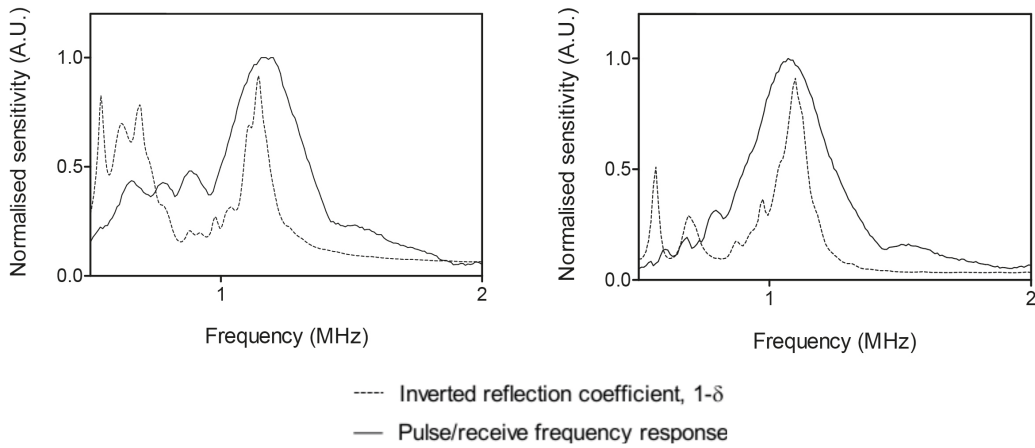 Normalised sensitivity (A.U.)
1.0
0.5
0.0
1
2
Frequency (MHz)
Normalised sensitivity (A.U.)
1.0
0.5
0.0
1
2
Frequency (MHz)
Inverted reflection coefficient, 1-δ
Pulse/receive frequency response